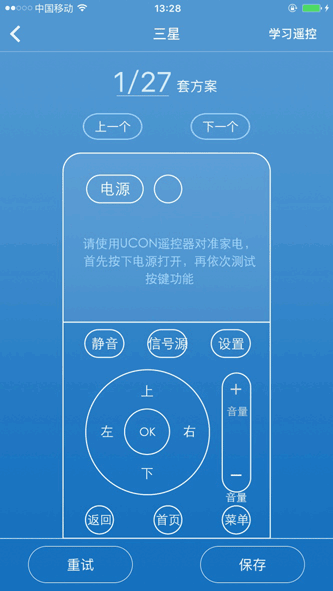 中国移动 13:28
三星 学习遥控
1/27 套方案
上一个 下一个
电源
请使用UCON遥控器对准家电,
首先按下电源打开，再依次测试
按键功能
静音 信号源 设置
上
左 OK 右
下
+
音量
−
音量
返回 首页 菜单
重试 保存